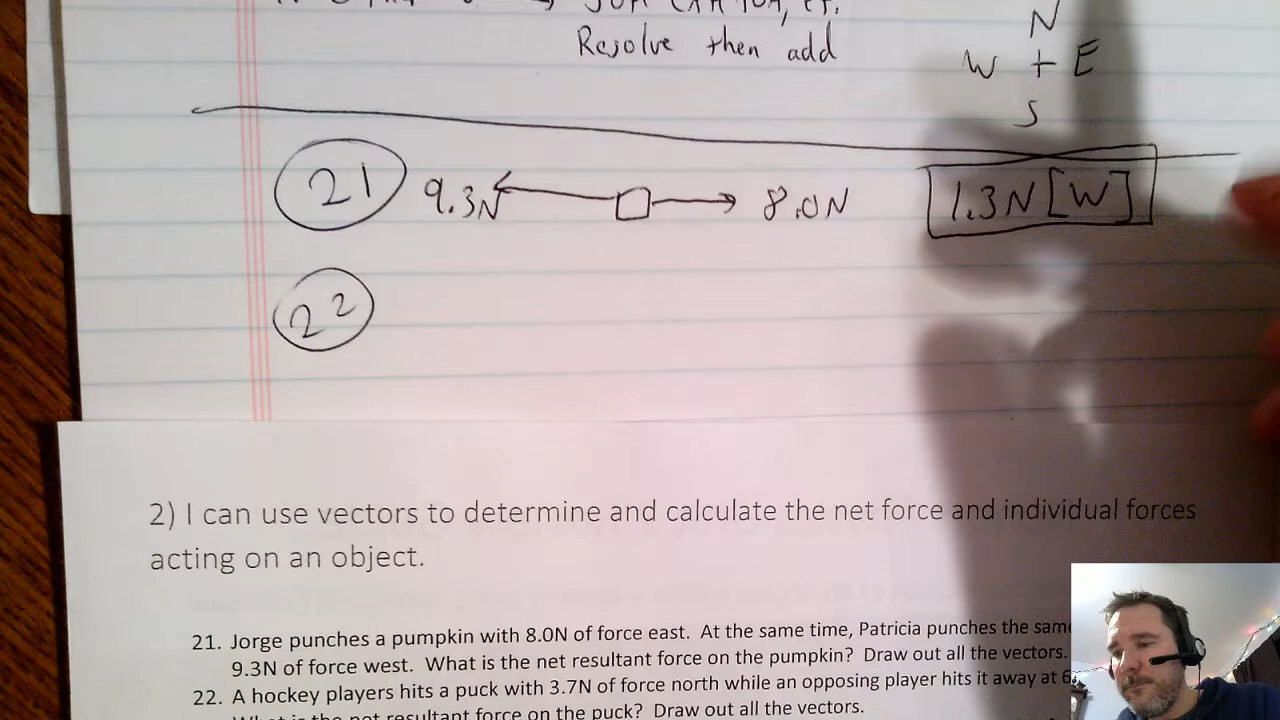 Resolve then add
N
W + E
S
21 9.3N 8.0N 1.3N [W]
22
2) I can use vectors to determine and calculate the net force and individual forces
acting on an object.
21. Jorge punches a pumpkin with 8.0N of force east. At the same time, Patricia punches the same
9.3N of force west. What is the net resultant force on the pumpkin? Draw out all the vectors.
22. A hockey players hits a puck with 3.7N of force north while an opposing player hits it away at
What is the net resultant force on the puck? Draw out all the vectors.